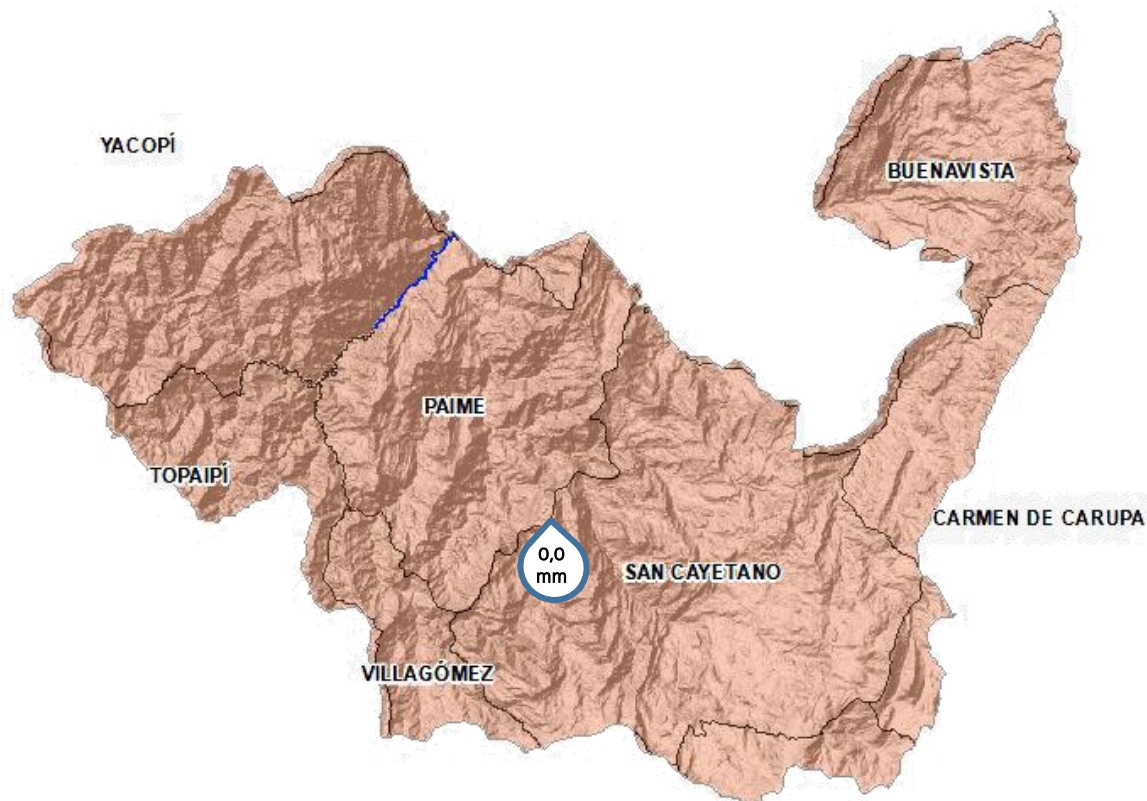 YACOPÍ
BUENAVISTA
PAIME
TOPAIPÍ
CARMEN DE CARUPA
0,0
mm
SAN CAYETANO
VILLAGÓMEZ